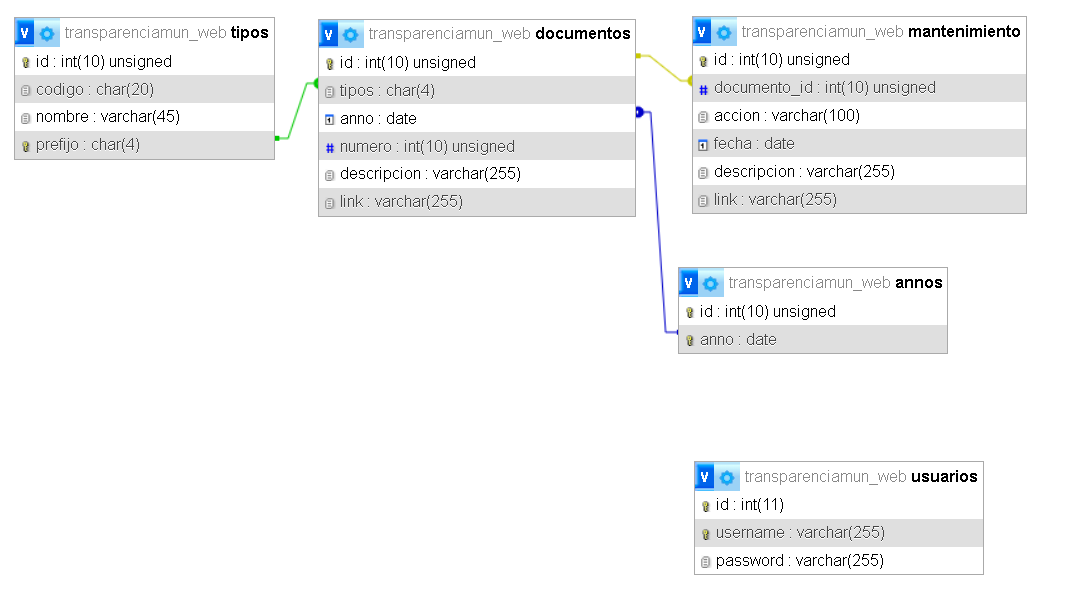 V transparenciamun_web tipos
id : int(10) unsigned
codigo : char(20)
nombre : varchar(45)
prefijo : char(4)
V transparenciamun_web documentos
id : int(10) unsigned
tipos : char(4)
anno : date
# numero : int(10) unsigned
descripcion : varchar(255)
link : varchar(255)
V transparenciamun_web mantenimiento
id : int(10) unsigned
# documento_id : int(10) unsigned
accion : varchar(100)
fecha : date
descripcion : varchar(255)
link : varchar(255)
V transparenciamun_web annos
id : int(10) unsigned
anno : date
V transparenciamun_web usuarios
id : int(11)
username : varchar(255)
password : varchar(255)